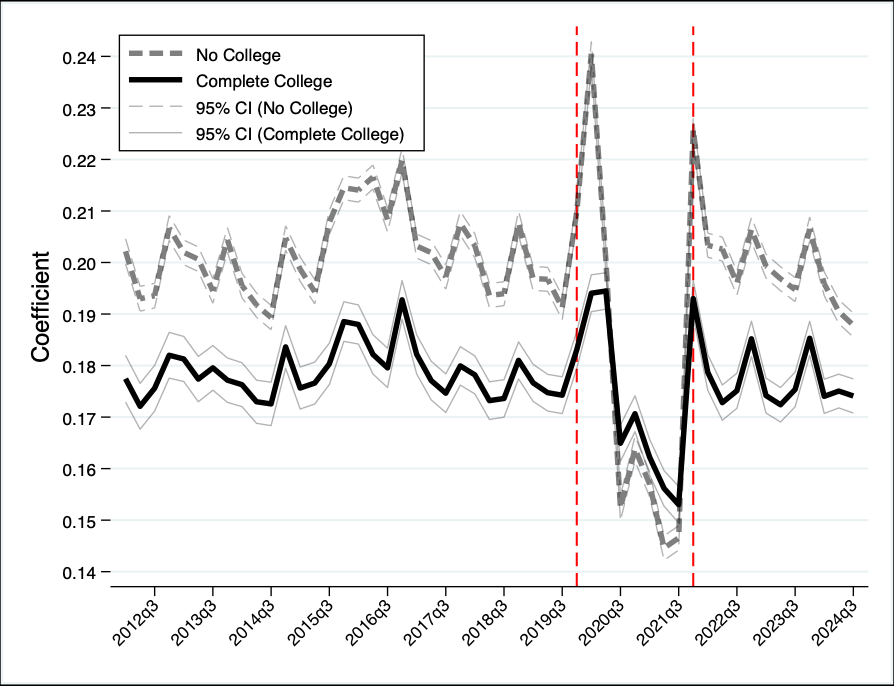 No College
Complete College
95% CI (No College)
95% CI (Complete College)
Coefficient
0.24
0.23
0.22
0.21
0.20
0.19
0.18
0.17
0.16
0.15
0.14
2012q3
2013q3
2014q3
2015q3
2016q3
2017q3
2018q3
2019q3
2020q3
2021q3
2022q3
2023q3
2024q3